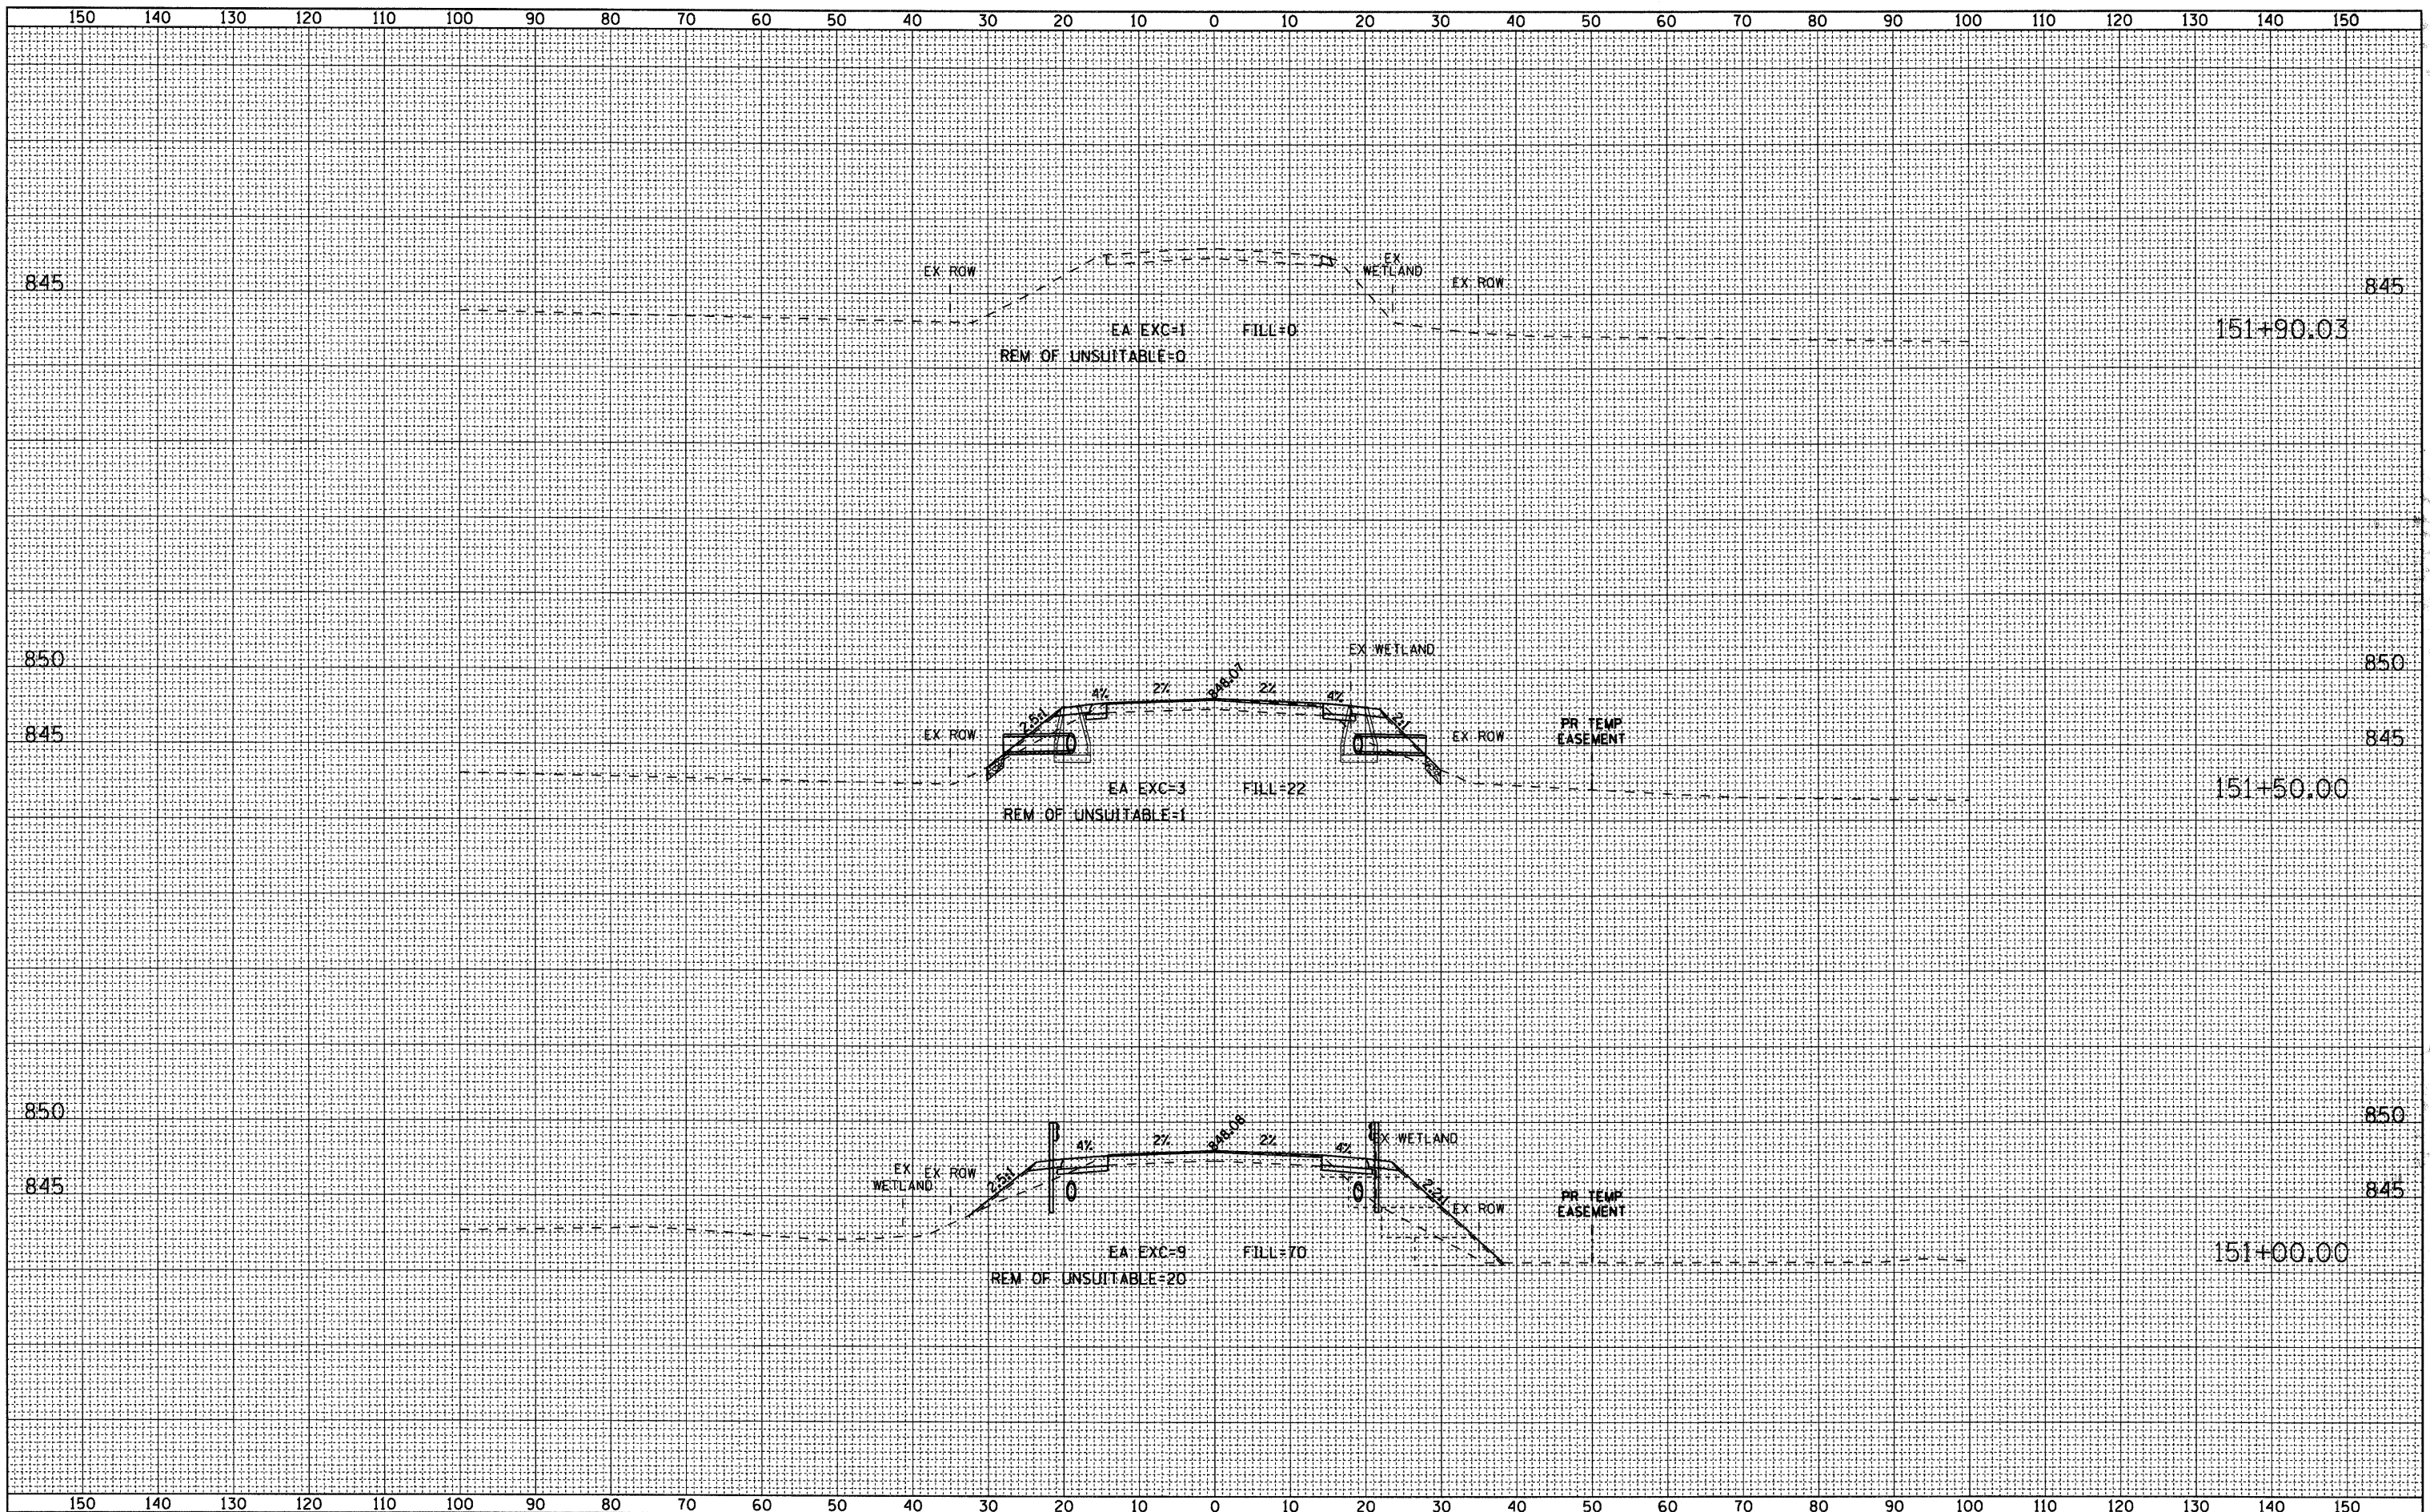 150 140 130 120 110 100 90 80 70 60 50 40 30 20 10 0 10 20 30 40 50 60 70 80 90 100 110 120 130 140 150
EX ROW
EX
WETLAND
EX ROW
845
845
EA EXC=1 FILL=0
151+90.03
REM OF UNSUITABLE=0
EX WETLAND
850
850
4% 2% 848.07 2% 4%
2.5:1
2:1
EX ROW
EX ROW
PR TEMP
EASEMENT
845
845
EA EXC=3 FILL=22
151+50.00
REM OF UNSUITABLE=1
850
850
4% 2% 848.08 2% 4%
EX WETLAND
EX
WETLAND
EX ROW
2.5:1
2.2:1
845
845
EX ROW
PR TEMP
EASEMENT
EA EXC=9 FILL=70
151+00.00
REM OF UNSUITABLE=20
150 140 130 120 110 100 90 80 70 60 50 40 30 20 10 0 10 20 30 40 50 60 70 80 90 100 110 120 130 140 150